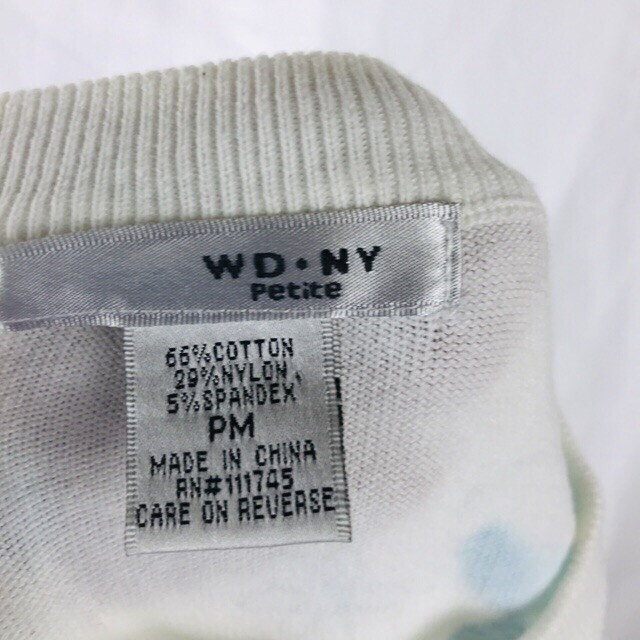 WD•NY
Petite
66%COTTON
29%NYLON
5%SPANDEX
PM
MADE IN CHINA
RN#111745
CARE ON REVERSE